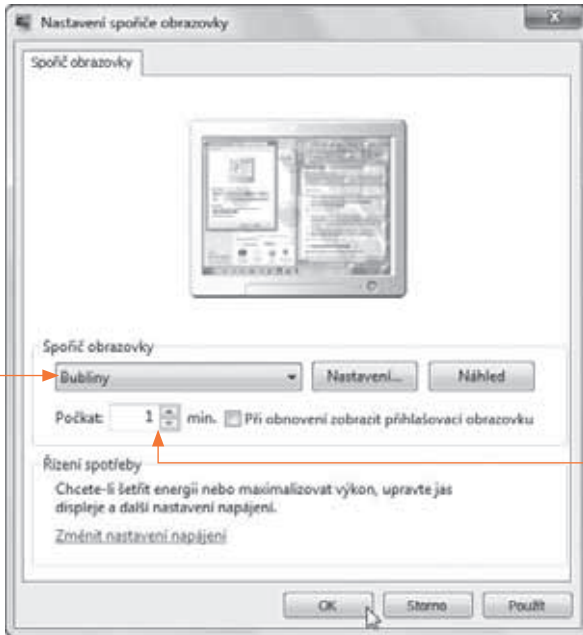 Nastavení spořiče obrazovky
Spořič obrazovky
Spořič obrazovky
Bubliny
Nastavení...
Náhled
Počkat: 1 min. Při obnovení zobrazit přihlašovací obrazovku
Řízení spotřeby
Chcete-li šetřit energii nebo maximalizovat výkon, upravte jas
displeje a další nastavení napájení.
Změnit nastavení napájení
OK
Storno
Použít